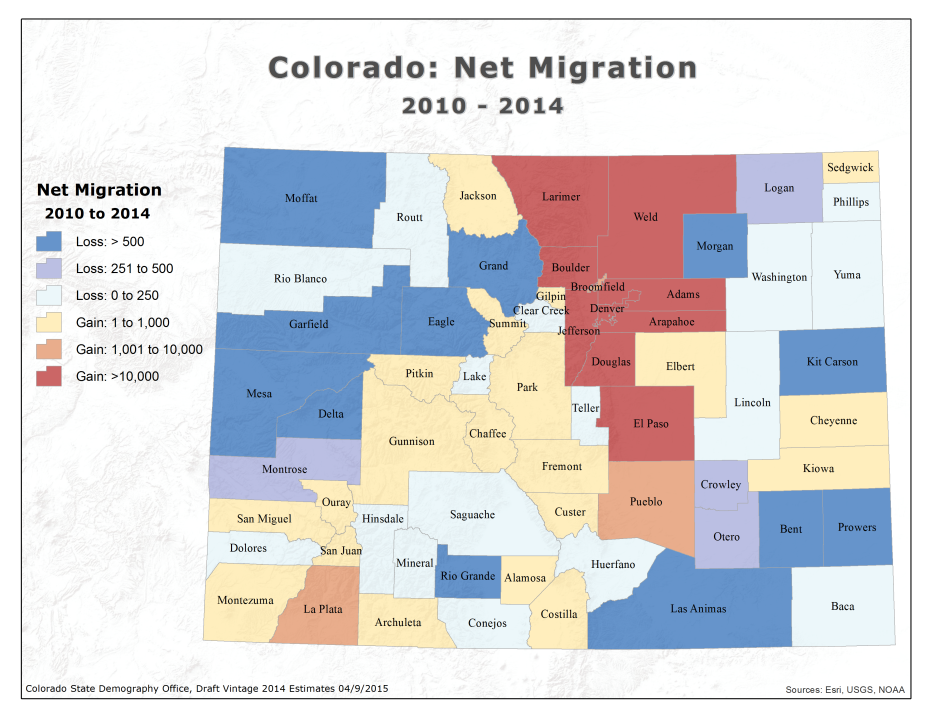 Colorado: Net Migration
2010 - 2014
Net Migration
2010 to 2014
Loss: > 500
Loss: 251 to 500
Loss: 0 to 250
Gain: 1 to 1,000
Gain: 1,001 to 10,000
Gain: >10,000
Moffat
Routt
Jackson
Larimer
Weld
Logan
Sedgwick
Phillips
Morgan
Rio Blanco
Grand
Boulder
Washington
Yuma
Broomfield
Gilpin
Adams
Clear Creek
Denver
Garfield
Eagle
Summit
Jefferson
Arapahoe
Pitkin
Lake
Park
Douglas
Elbert
Kit Carson
Mesa
Delta
Teller
Lincoln
Gunnison
Chaffee
El Paso
Cheyenne
Montrose
Fremont
Kiowa
Ouray
Crowley
San Miguel
Hinsdale
Saguache
Custer
Pueblo
Otero
Bent
Prowers
Dolores
San Juan
Mineral
Rio Grande
Alamosa
Huerfano
Montezuma
La Plata
Archuleta
Conejos
Costilla
Las Animas
Baca
Colorado State Demography Office, Draft Vintage 2014 Estimates 04/9/2015
Sources: Esri, USGS, NOAA